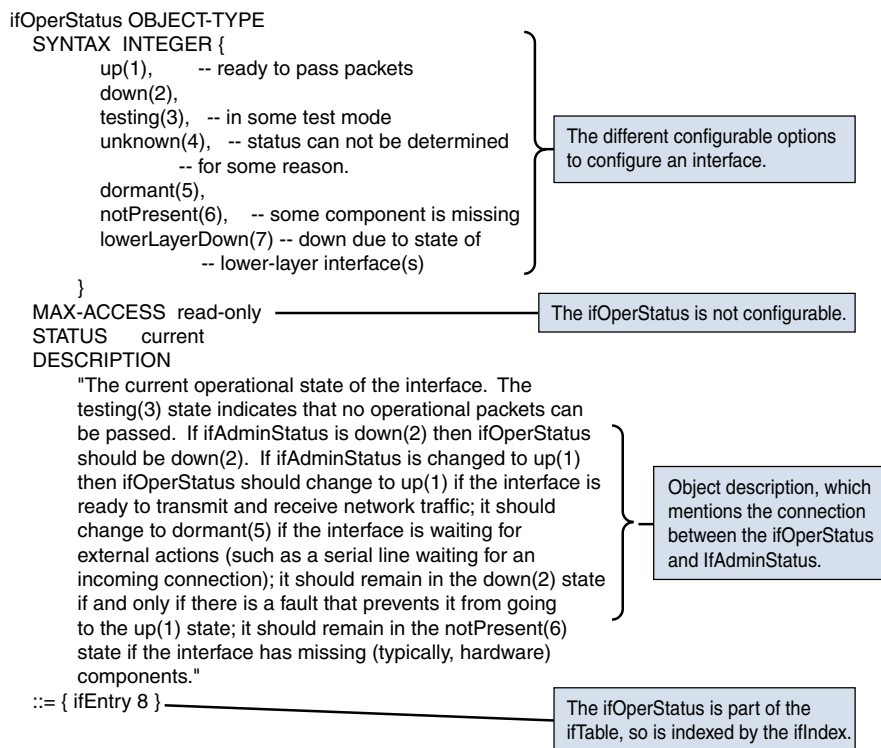 ifOperStatus OBJECT-TYPE
SYNTAX INTEGER {
up(1), -- ready to pass packets
down(2),
testing(3), -- in some test mode
unknown(4), -- status can not be determined
-- for some reason.
dormant(5),
notPresent(6), -- some component is missing
lowerLayerDown(7) -- down due to state of
-- lower-layer interface(s)
}
The different configurable options
to configure an interface.
MAX-ACCESS read-only
The ifOperStatus is not configurable.
STATUS current
DESCRIPTION
"The current operational state of the interface. The
testing(3) state indicates that no operational packets can
be passed. If ifAdminStatus is down(2) then ifOperStatus
should be down(2). If ifAdminStatus is changed to up(1)
then ifOperStatus should change to up(1) if the interface is
ready to transmit and receive network traffic; it should
change to dormant(5) if the interface is waiting for
external actions (such as a serial line waiting for an
incoming connection); it should remain in the down(2) state
if and only if there is a fault that prevents it from going
to the up(1) state; it should remain in the notPresent(6)
state if the interface has missing (typically, hardware)
components."
Object description, which
mentions the connection
between the ifOperStatus
and IfAdminStatus.
::= { ifEntry 8 }
The ifOperStatus is part of the
ifTable, so is indexed by the ifIndex.